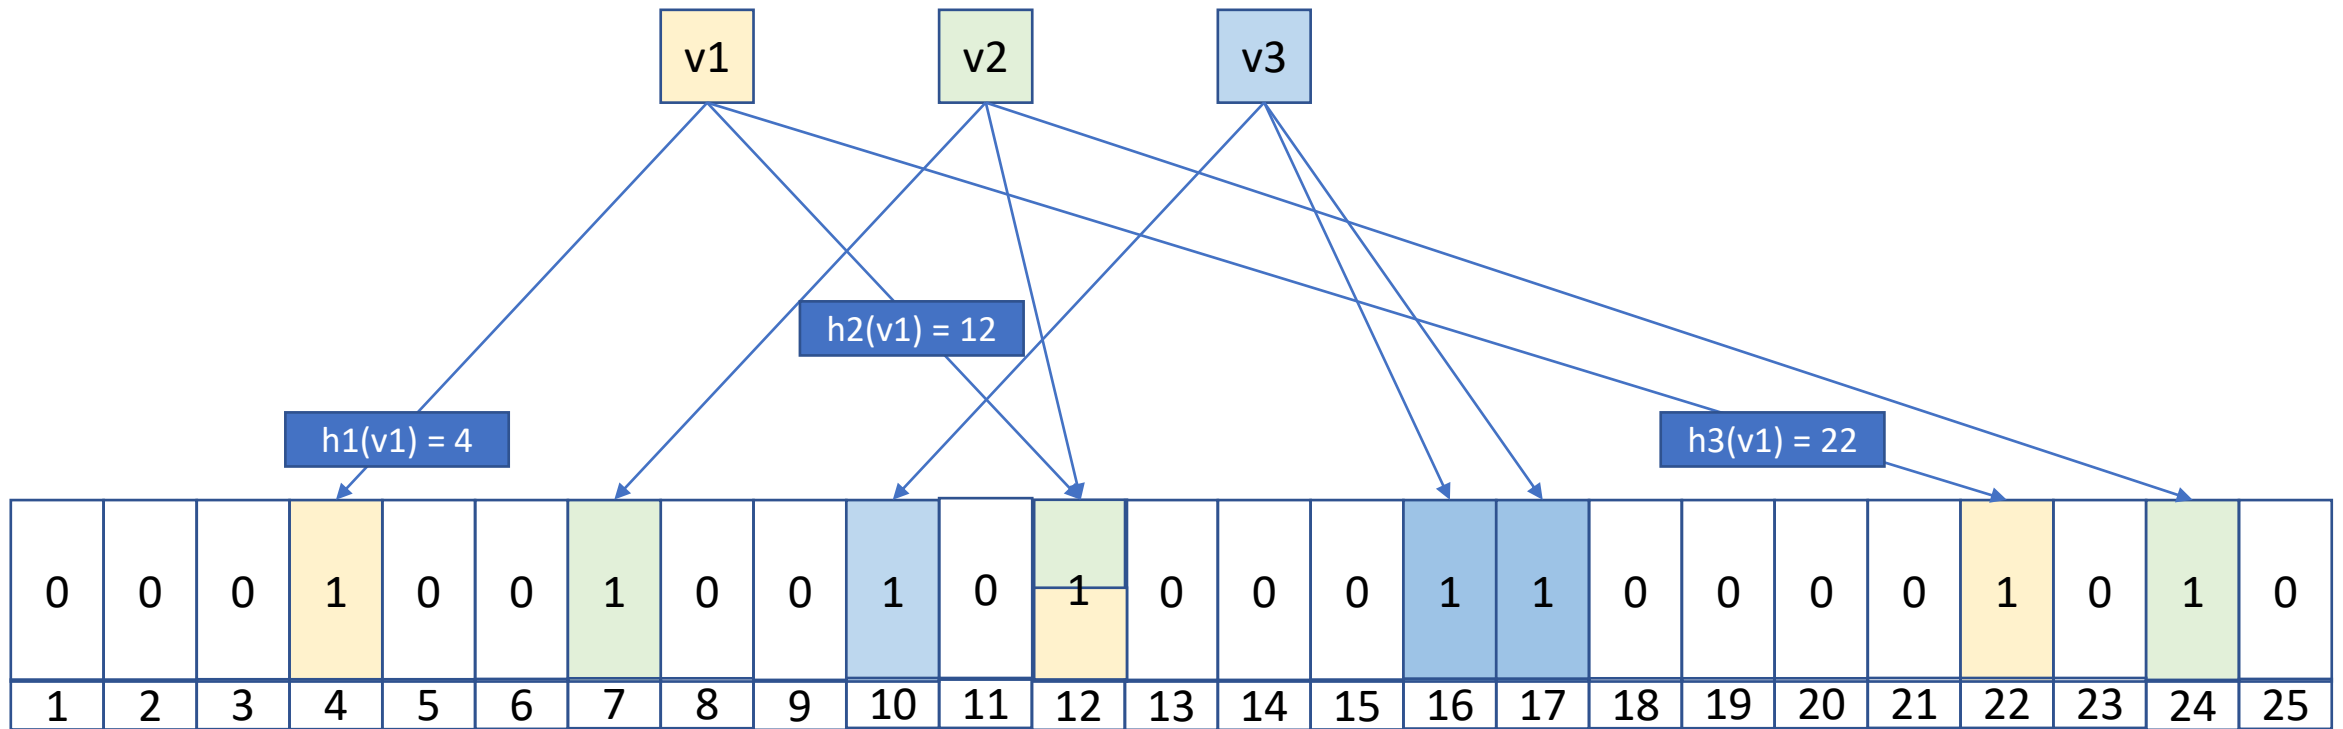 v1 v2 v3
h2(v1) = 12
h1(v1) = 4 h3(v1) = 22
0 0 0 1 0 0 1 0 0 1 0 1 0 0 0 1 1 0 0 0 0 1 0 1 0
1 2 3 4 5 6 7 8 9 10 11 12 13 14 15 16 17 18 19 20 21 22 23 24 25